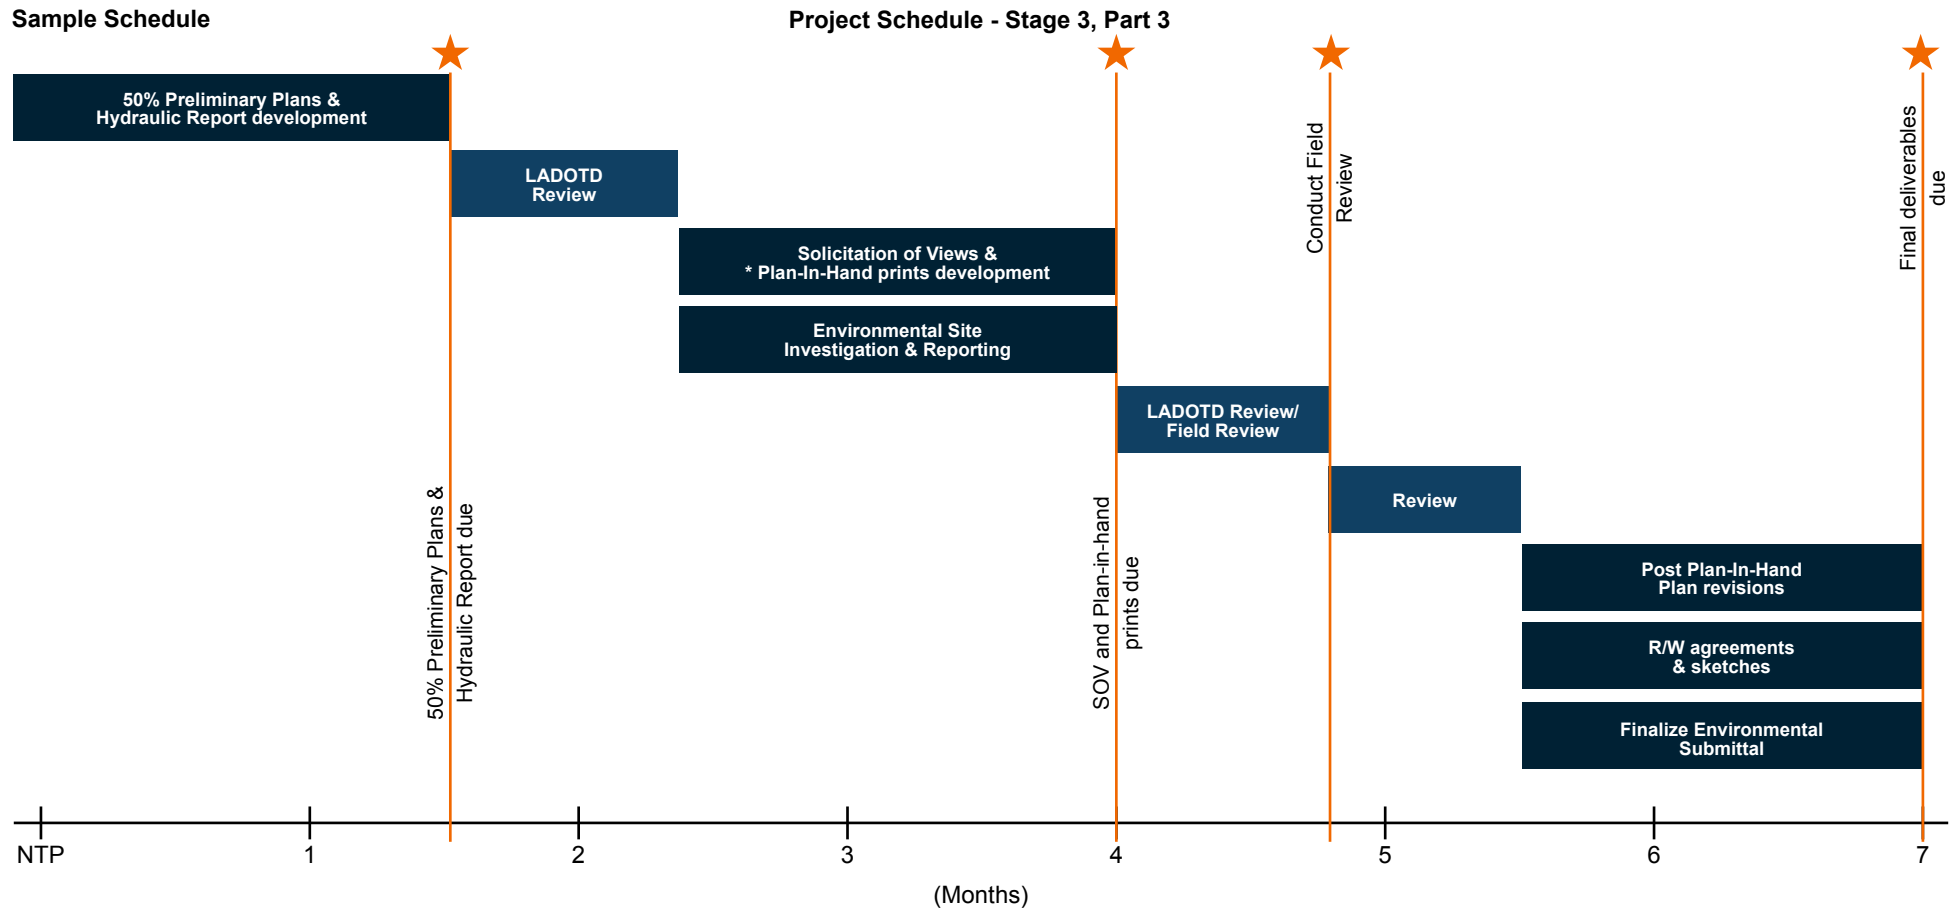 Sample Schedule
Project Schedule - Stage 3, Part 3
50% Preliminary Plans &
Hydraulic Report development
LADOTD
Review
Solicitation of Views &
* Plan-In-Hand prints development
Environmental Site
Investigation & Reporting
LADOTD Review/
Field Review
Review
Post Plan-In-Hand
Plan revisions
R/W agreements
& sketches
Finalize Environmental
Submittal
50% Preliminary Plans &
Hydraulic Report due
SOV and Plan-in-hand
prints due
Conduct Field
Review
Final deliverables
due
NTP
1
2
3
4
5
6
7
(Months)